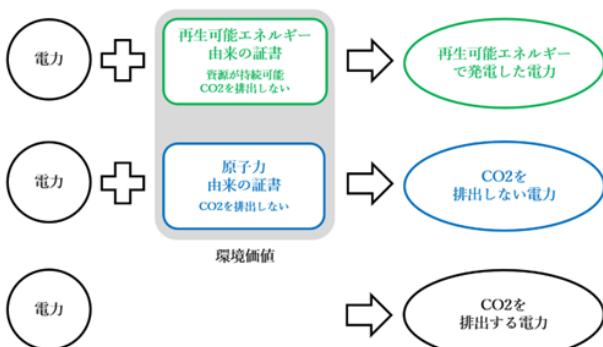 電力
再生可能エネルギー
由来の証書
資源が持続可能
CO2を排出しない
再生可能エネルギー
で発電した電力
電力
原子力
由来の証書
CO2を排出しない
CO2を
排出しない電力
環境価値
電力
CO2を
排出する電力